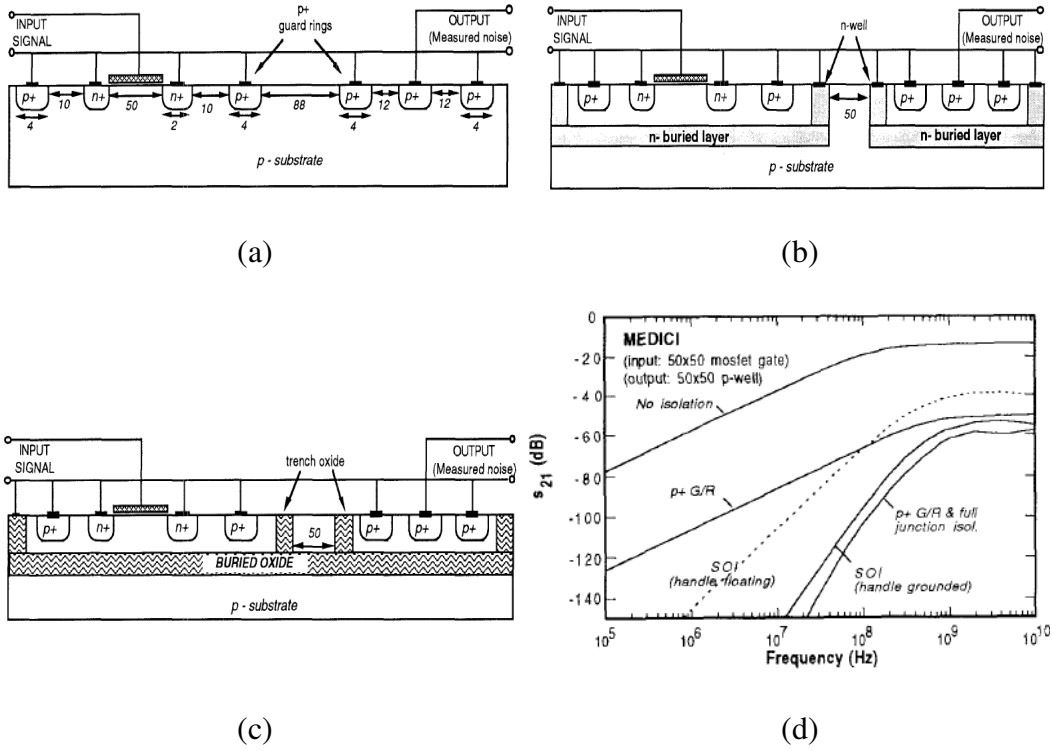 p+
guard rings
INPUT
SIGNAL
OUTPUT
(Measured noise)
p+ n+ n+ p+ p+ p+ p+
10 50 10 88 12 12
4 2 4 4 4
p - substrate
(a)
INPUT
SIGNAL
n-well
OUTPUT
(Measured noise)
p+ n+ n+ p+ p+ p+ p+
50
n- buried layer n- buried layer
p - substrate
(b)
INPUT
SIGNAL
trench oxide
OUTPUT
(Measured noise)
p+ n+ n+ p+ p+ p+ p+
50
BURIED OXIDE
p - substrate
(c)
0
-20
-40
-60
-80
-100
-120
-140
s21 (dB)
MEDICI
(input: 50x50 mosfet gate)
(output: 50x50 p-well)
No isolation
p+ G/R
SOI
(handle floating)
p+ G/R & full
junction isol.
SOI
(handle grounded)
10^5 10^6 10^7 10^8 10^9 10^10
Frequency (Hz)
(d)